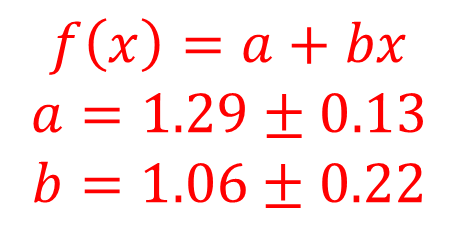 f(x) = a + bx
a = 1.29 ± 0.13
b = 1.06 ± 0.22